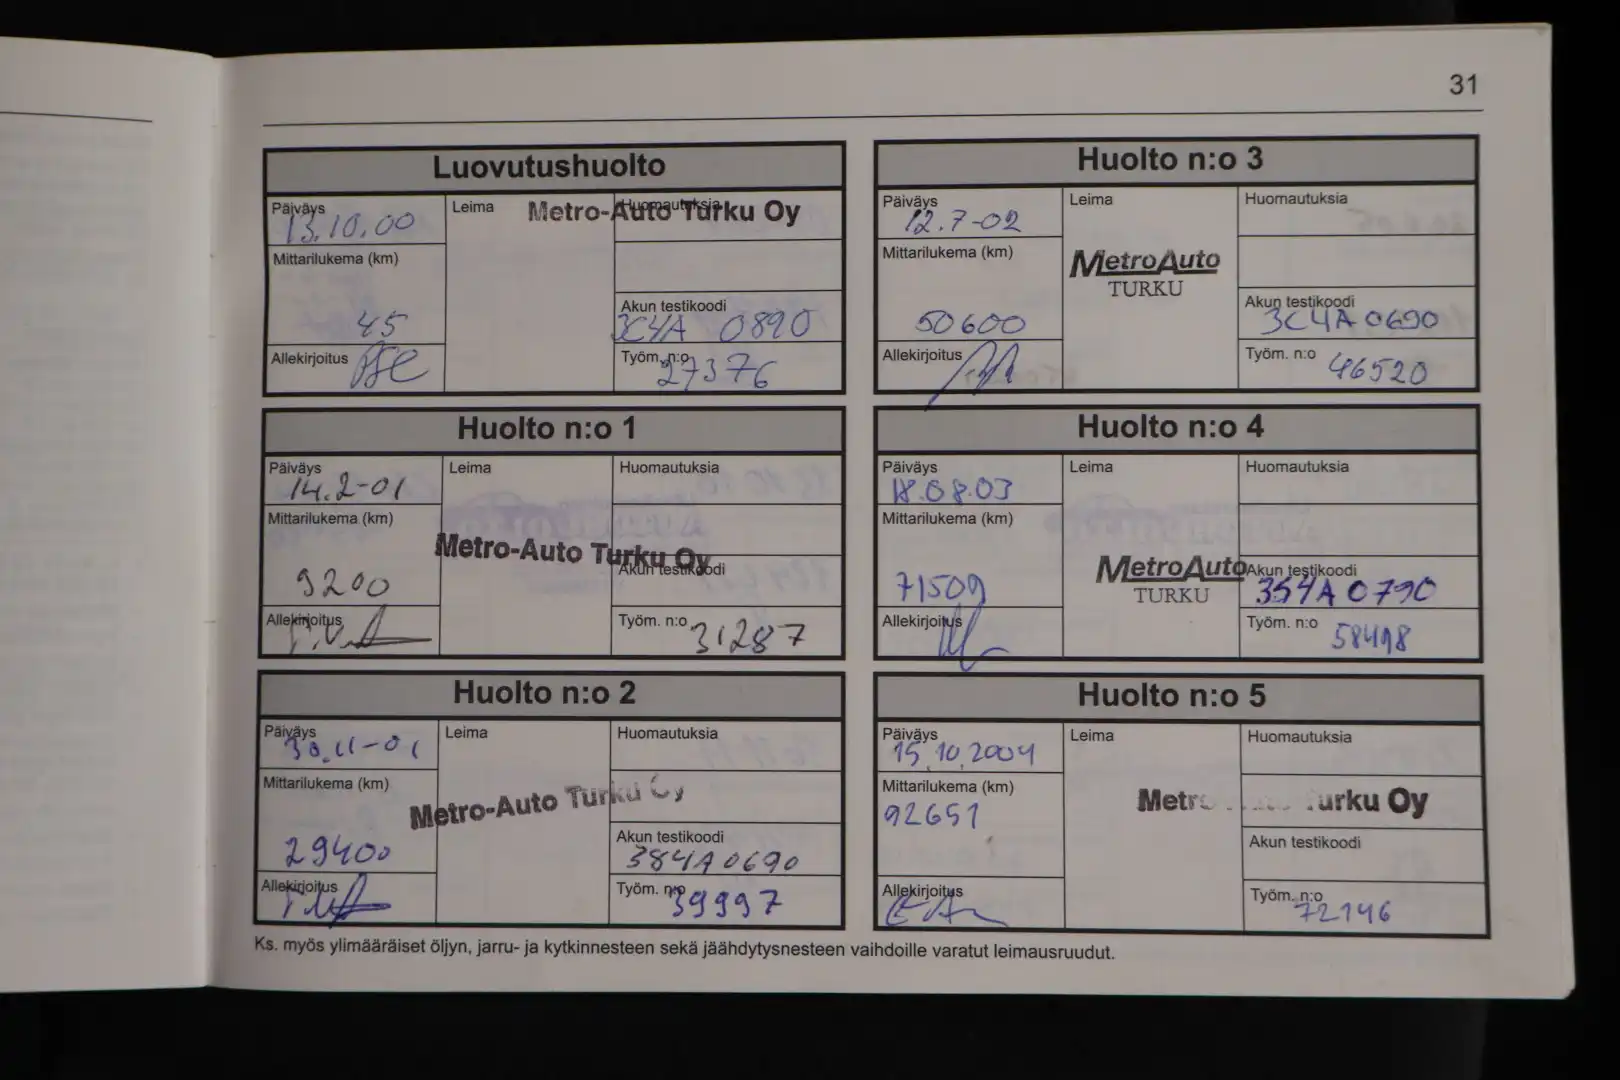 31
Luovutushuolto
Päiväys 13.10.00
Leima Metro-Auto Turku Oy
Huomautuksia
Mittarilukema (km)
45
Akun testikoodi
3C4A 0890
Allekirjoitus
Työm. n:o 27376
Huolto n:o 1
Päiväys 14.2-01
Leima
Huomautuksia
Mittarilukema (km)
9200
Metro-Auto Turku Oy
Akun testikoodi
Allekirjoitus
Työm. n:o 31287
Huolto n:o 2
Päiväys 30.11-01
Leima
Huomautuksia
Mittarilukema (km)
29400
Metro-Auto Turku Oy
Akun testikoodi
384A0690
Allekirjoitus
Työm. n:o 39997
Huolto n:o 3
Päiväys 12.7-02
Leima
Huomautuksia
Mittarilukema (km)
50600
MetroAuto
TURKU
Akun testikoodi
3C4A0690
Allekirjoitus
Työm. n:o 46520
Huolto n:o 4
Päiväys 18.08.03
Leima
Huomautuksia
Mittarilukema (km)
71509
MetroAuto
TURKU
Akun testikoodi
354A0790
Allekirjoitus
Työm. n:o 58498
Huolto n:o 5
Päiväys 15.10.2004
Leima
Huomautuksia
Mittarilukema (km)
92651
Turku Oy
Akun testikoodi
Allekirjoitus
Työm. n:o 72146
Ks. myös ylimääräiset öljyn, jarru- ja kytkinnesteen sekä jäähdytysnesteen vaihdoille varatut leimausruudut.